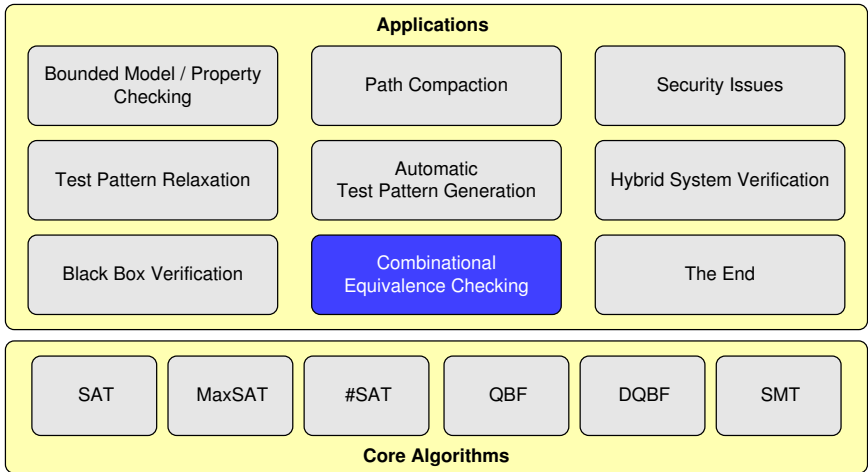 Applications
Bounded Model / Property
Checking
Path Compaction
Security Issues
Test Pattern Relaxation
Automatic
Test Pattern Generation
Hybrid System Verification
Black Box Verification
Combinational
Equivalence Checking
The End
SAT
MaxSAT
#SAT
QBF
DQBF
SMT
Core Algorithms